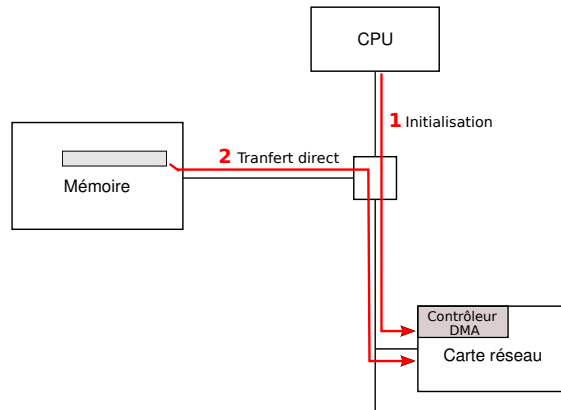 CPU
1 Initialisation
2 Tranfert direct
Mémoire
Contrôleur
DMA
Carte réseau